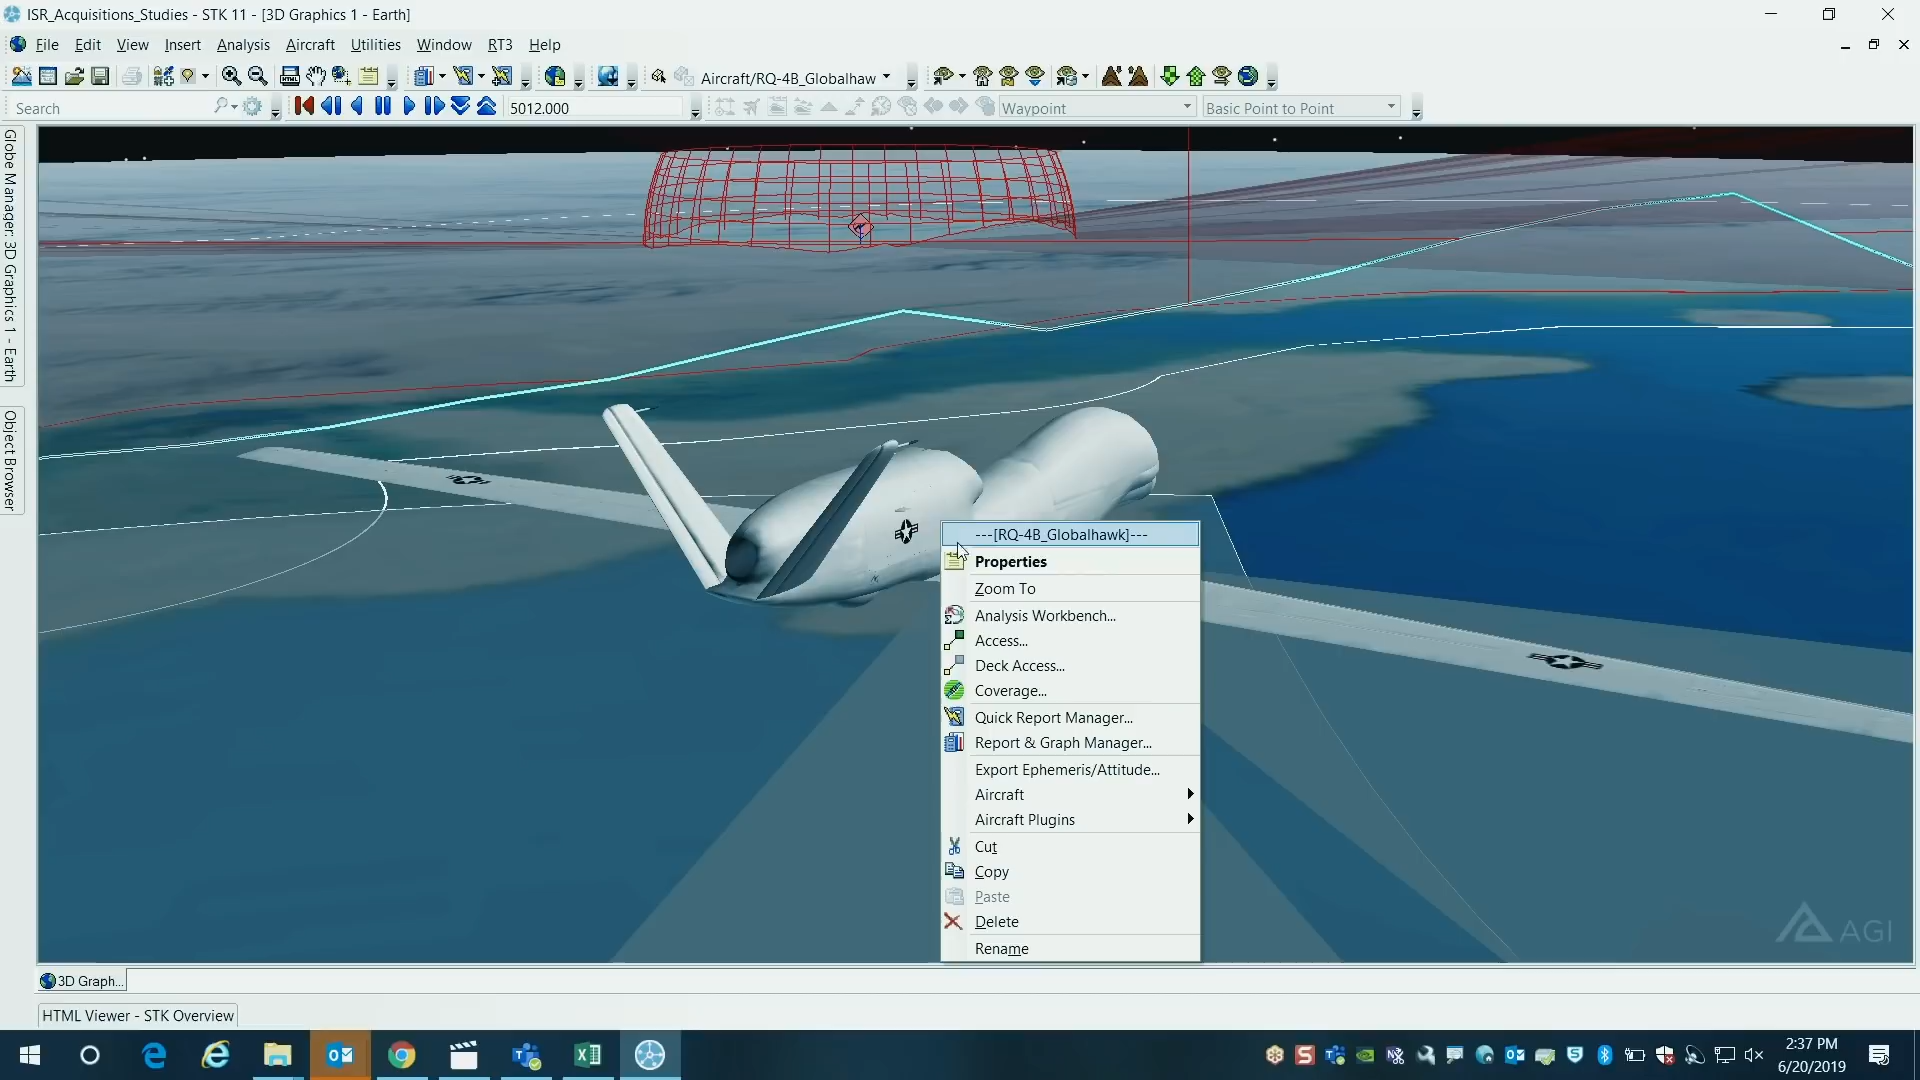 ISR_Acquisitions_Studies - STK 11 - [3D Graphics 1 - Earth]
File Edit View Insert Analysis Aircraft Utilities Window RT3 Help
Aircraft/RQ-4B_Globalhaw
Search
5012.000
Waypoint
Basic Point to Point
Globe Manager: 3D Graphics 1 - Earth
Object Browser
---[RQ-4B_Globalhawk]---
Properties
Zoom To
Analysis Workbench...
Access...
Deck Access...
Coverage...
Quick Report Manager...
Report & Graph Manager...
Export Ephemeris/Attitude...
Aircraft
Aircraft Plugins
Cut
Copy
Paste
Delete
Rename
AGI
3D Graph...
HTML Viewer - STK Overview
2:37 PM
6/20/2019